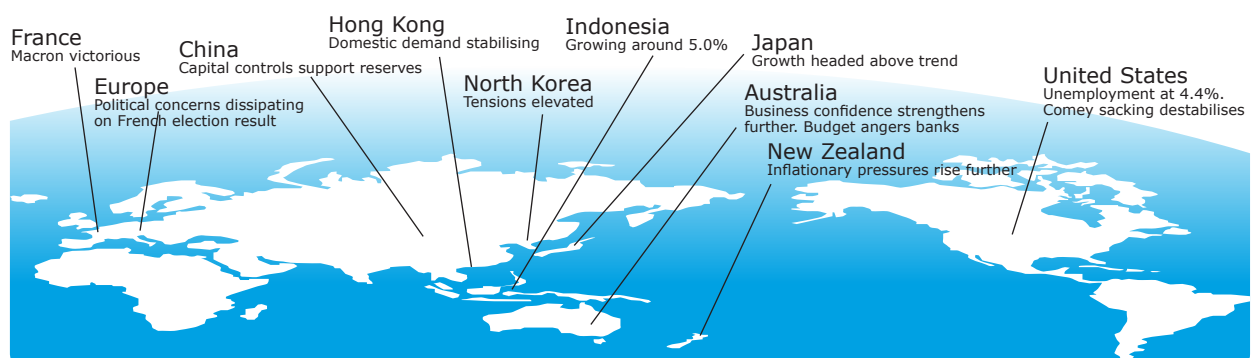 France
Macron victorious
Europe
Political concerns dissipating
on French election result
China
Capital controls support reserves
Hong Kong
Domestic demand stabilising
North Korea
Tensions elevated
Indonesia
Growing around 5.0%
Japan
Growth headed above trend
Australia
Business confidence strengthens
further. Budget angers banks
New Zealand
Inflationary pressures rise further
United States
Unemployment at 4.4%.
Comey sacking destabilises